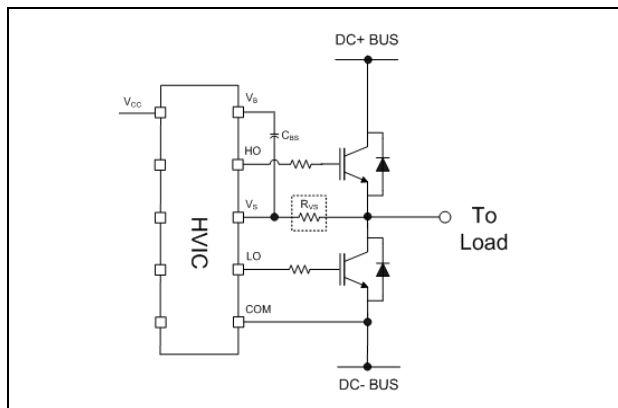 DC+ BUS
VCC
VB
CBS
HO
VS
RVS
To
Load
HVIC
LO
COM
DC- BUS